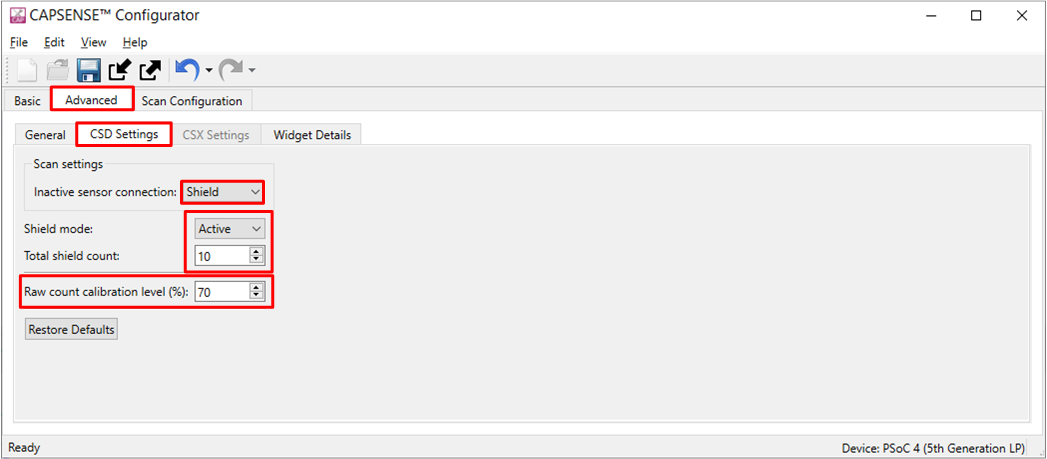 CAPSENSE™ Configurator
File Edit View Help
Basic Advanced Scan Configuration
General CSD Settings CSX Settings Widget Details
Scan settings
Inactive sensor connection: Shield
Shield mode: Active
Total shield count: 10
Raw count calibration level (%): 70
Restore Defaults
Ready Device: PSoC 4 (5th Generation LP)